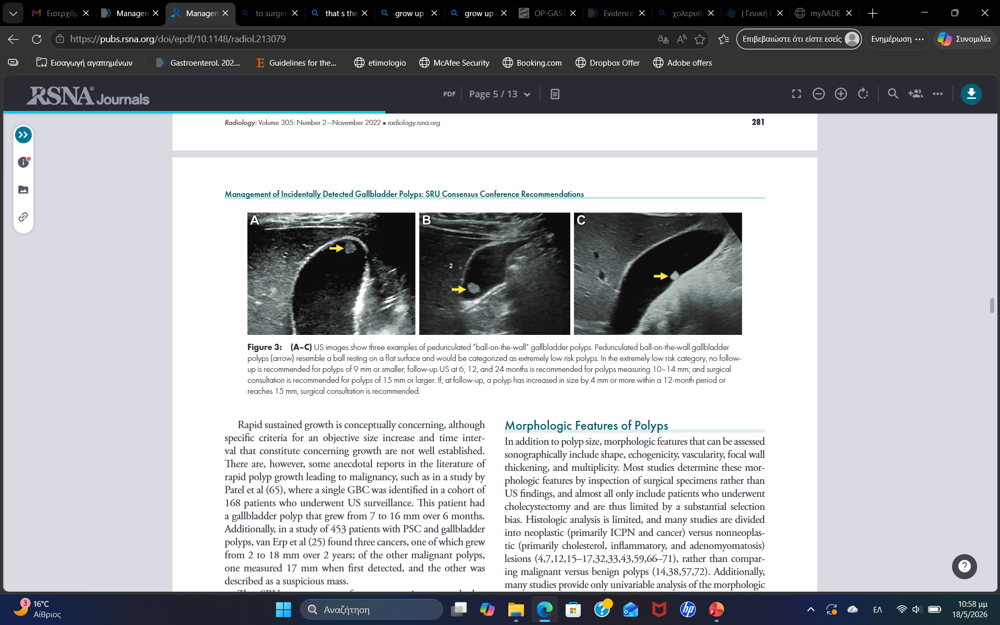 Εισερχόμ
Managem
Managem
to surger
that s the
grow up
grow up -
OP-GAST
Evidence
χολερυθρ
| Γενική Γ
myAADE
https://pubs.rsna.org/doi/epdf/10.1148/radiol.213079
Επιβεβαιώστε ότι είστε εσείς
Ενημέρωση
Συνομιλία
Εισαγωγή αγαπημένων
Gastroenterol. 202...
Guidelines for the...
etimologio
McAfee Security
Booking.com
Dropbox Offer
Adobe offers
RSNA® Journals
PDF
Page 5 / 13
Radiology: Volume 305: Number 2—November 2022 ▪ radiology.rsna.org
281
Management of Incidentally Detected Gallbladder Polyps: SRU Consensus Conference Recommendations
A
B
C
2
Figure 3: (A–C) US images show three examples of pedunculated “ball-on-the-wall” gallbladder polyps. Pedunculated ball-on-the-wall gallbladder
polyps (arrow) resemble a ball resting on a flat surface and would be categorized as extremely low risk polyps. In the extremely low risk category, no follow-
up is recommended for polyps of 9 mm or smaller; follow-up US at 6, 12, and 24 months is recommended for polyps measuring 10–14 mm; and surgical
consultation is recommended for polyps of 15 mm or larger. If, at follow-up, a polyp has increased in size by 4 mm or more within a 12-month period or
reaches 15 mm, surgical consultation is recommended.
Rapid sustained growth is conceptually concerning, although
specific criteria for an objective size increase and time inter-
val that constitute concerning growth are not well established.
There are, however, some anecdotal reports in the literature of
rapid polyp growth leading to malignancy, such as in a study by
Patel et al (65), where a single GBC was identified in a cohort of
168 patients who underwent US surveillance. This patient had
a gallbladder polyp that grew from 7 to 16 mm over 6 months.
Additionally, in a study of 453 patients with PSC and gallbladder
polyps, van Erp et al (25) found three cancers, one of which grew
from 2 to 18 mm over 2 years; of the other malignant polyps,
one measured 17 mm when first detected, and the other was
described as a suspicious mass.
Morphologic Features of Polyps
In addition to polyp size, morphologic features that can be assessed
sonographically include shape, echogenicity, vascularity, focal wall
thickening, and multiplicity. Most studies determine these mor-
phologic features by inspection of surgical specimens rather than
US findings, and almost all only include patients who underwent
cholecystectomy and are thus limited by a substantial selection
bias. Histologic analysis is limited, and many studies are divided
into neoplastic (primarily ICPN and cancer) versus nonneoplas-
tic (primarily cholesterol, inflammatory, and adenomyomatosis)
lesions (4,7,12,15–17,32,33,43,59,66–71), rather than compar-
ing malignant versus benign polyps (14,38,57,72). Additionally,
many studies provide only univariable analysis of the morphologic
3
16°C
Αίθριος
Αναζήτηση
ΕΛ
10:58 μμ
18/5/2026